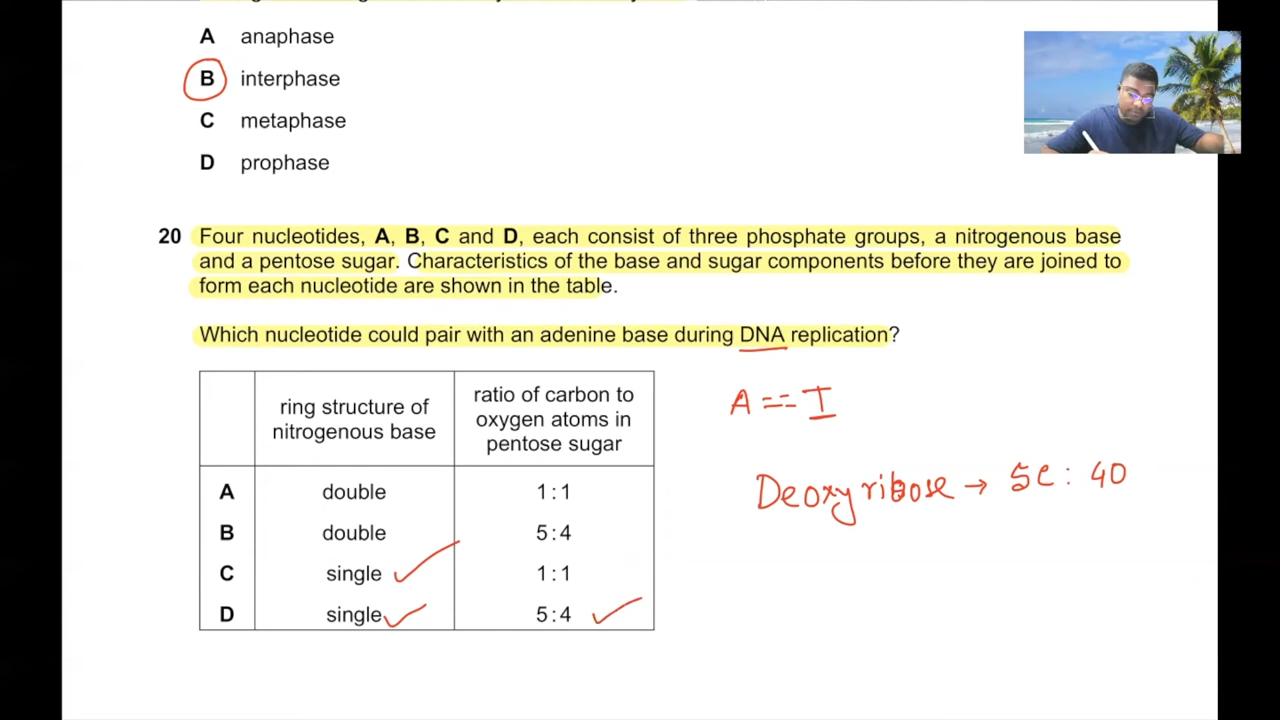 A anaphase
B interphase
C metaphase
D prophase
20 Four nucleotides, A, B, C and D, each consist of three phosphate groups, a nitrogenous base
and a pentose sugar. Characteristics of the base and sugar components before they are joined to
form each nucleotide are shown in the table.
Which nucleotide could pair with an adenine base during DNA replication?
ring structure of
nitrogenous base
ratio of carbon to
oxygen atoms in
pentose sugar
A double 1:1
B double 5:4
C single 1:1
D single 5:4
A == T
Deoxyribose → 5C : 4O